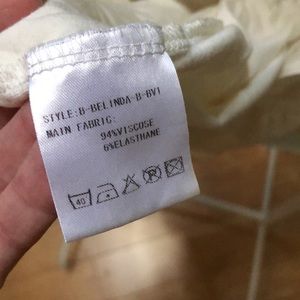 STYLE:B-BELINDA-B-BV1
MAIN FABRIC:
94%VISCOSE
6%ELASTHANE
40°